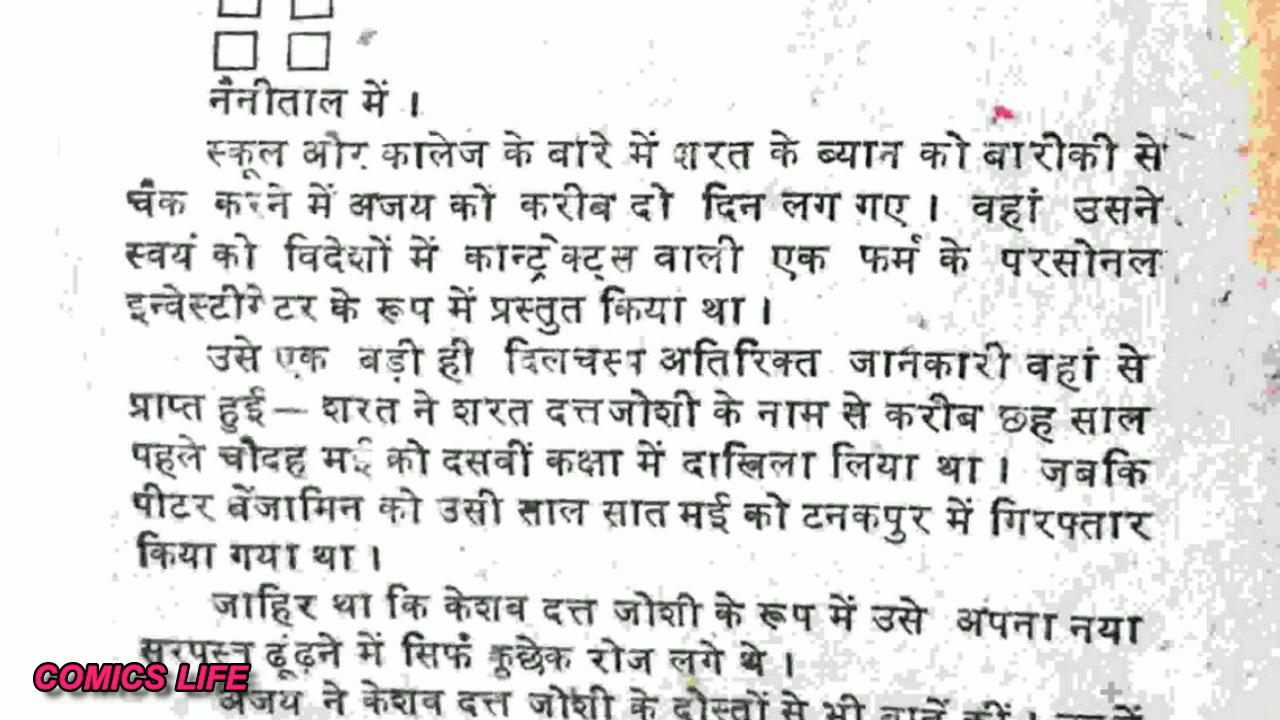 नैनीताल में ।
स्कूल और कालेज के बारे में शरत के ब्यान को बारीकी से
चैक करने में अजय को करीब दो दिन लग गए । वहां उसने
स्वयं को विदेशों में कान्ट्रेक्ट्स वाली एक फर्म के परसोनल
इन्वेस्टीगेटर के रूप में प्रस्तुत किया था ।
उसे एक बड़ी ही दिलचस्प अतिरिक्त जानकारी वहां से
प्राप्त हुई— शरत ने शरत दत्त जोशी के नाम से करीब छह साल
पहले चौदह मई को दसवीं कक्षा में दाखिला लिया था । जबकि
पीटर बेंजामिन को उसी साल सात मई को टनकपुर में गिरफ्तार
किया गया था ।
जाहिर था कि केशव दत्त जोशी के रूप में उसे अपना नया
सरपस्त ढूंढ़ने में सिर्फ कुछेक रोज लगे थे ।
अजय ने केशव दत्त जोशी के दोस्तों से भी बातें कीं ।
COMICS LIFE